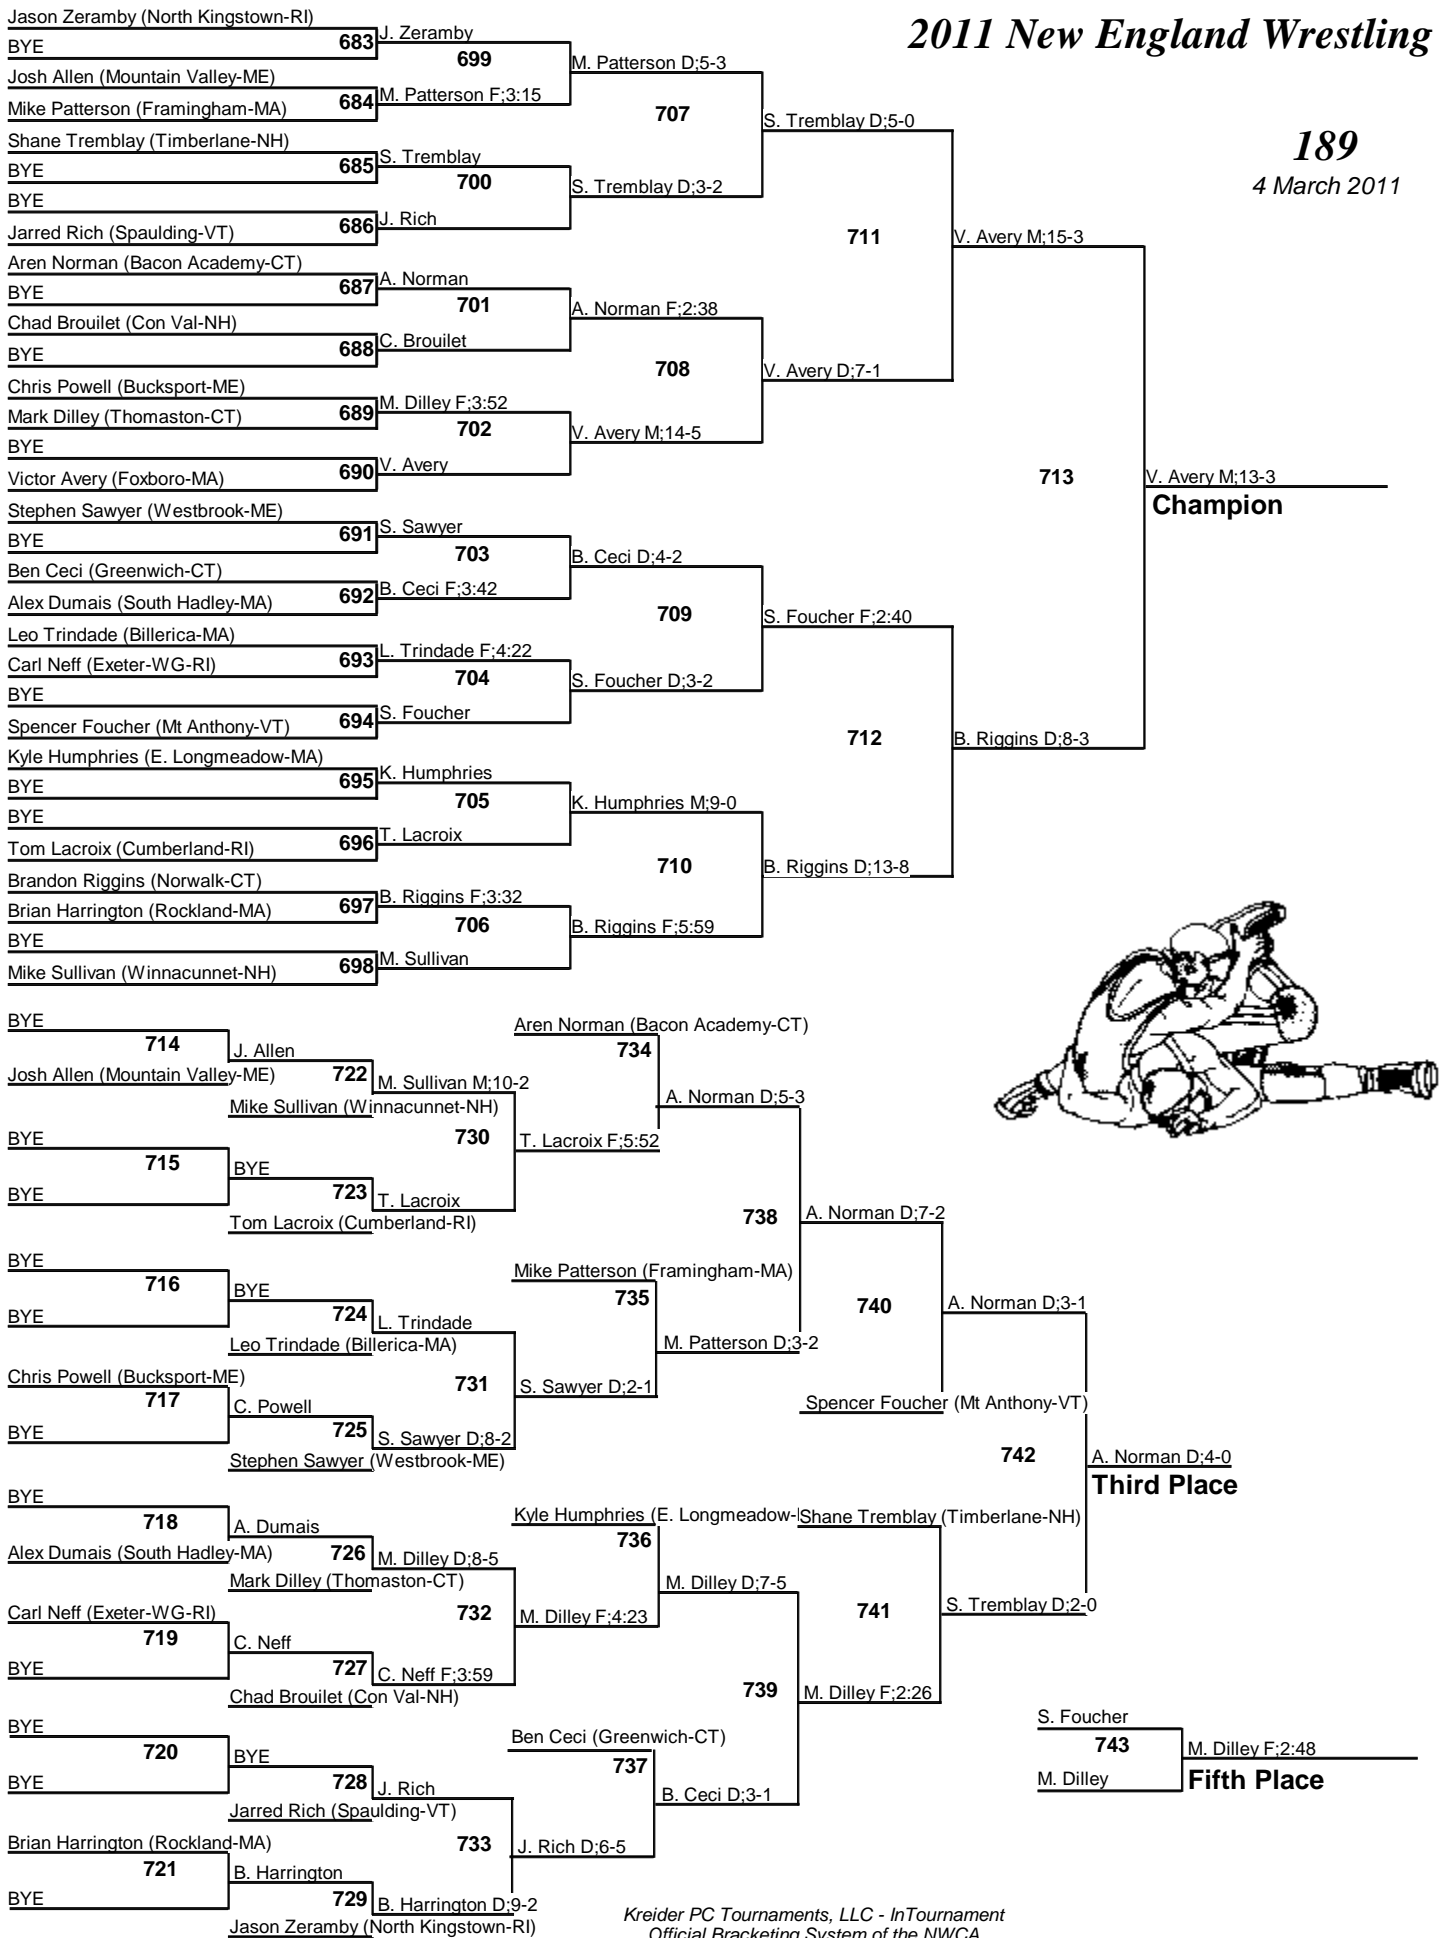 2011 New England Wrestling
189
4 March 2011
Jason Zeramby (North Kingstown-RI)
BYE
683
J. Zeramby
699
Josh Allen (Mountain Valley-ME)
Mike Patterson (Framingham-MA)
684
M. Patterson F;3:15
M. Patterson D;5-3
707
Shane Tremblay (Timberlane-NH)
BYE
685
S. Tremblay
700
BYE
Jarred Rich (Spaulding-VT)
686
J. Rich
S. Tremblay D;3-2
S. Tremblay D;5-0
711
Aren Norman (Bacon Academy-CT)
BYE
687
A. Norman
701
Chad Brouilet (Con Val-NH)
BYE
688
C. Brouilet
A. Norman F;2:38
708
Chris Powell (Bucksport-ME)
Mark Dilley (Thomaston-CT)
689
M. Dilley F;3:52
702
BYE
Victor Avery (Foxboro-MA)
690
V. Avery
V. Avery M;14-5
V. Avery D;7-1
V. Avery M;15-3
713
V. Avery M;13-3
Champion
Stephen Sawyer (Westbrook-ME)
BYE
691
S. Sawyer
703
Ben Ceci (Greenwich-CT)
Alex Dumais (South Hadley-MA)
692
B. Ceci F;3:42
B. Ceci D;4-2
709
Leo Trindade (Billerica-MA)
Carl Neff (Exeter-WG-RI)
693
L. Trindade F;4:22
704
BYE
Spencer Foucher (Mt Anthony-VT)
694
S. Foucher
S. Foucher D;3-2
S. Foucher F;2:40
712
Kyle Humphries (E. Longmeadow-MA)
BYE
695
K. Humphries
705
BYE
Tom Lacroix (Cumberland-RI)
696
T. Lacroix
K. Humphries M;9-0
710
Brandon Riggins (Norwalk-CT)
Brian Harrington (Rockland-MA)
697
B. Riggins F;3:32
706
BYE
Mike Sullivan (Winnacunnet-NH)
698
M. Sullivan
B. Riggins F;5:59
B. Riggins D;13-8
B. Riggins D;8-3
BYE
714
Josh Allen (Mountain Valley-ME)
J. Allen
722
Mike Sullivan (Winnacunnet-NH)
M. Sullivan M;10-2
730
BYE
715
BYE
BYE
723
Tom Lacroix (Cumberland-RI)
T. Lacroix
T. Lacroix F;5:52
Aren Norman (Bacon Academy-CT)
734
A. Norman D;5-3
738
BYE
716
BYE
BYE
724
Leo Trindade (Billerica-MA)
L. Trindade
731
Chris Powell (Bucksport-ME)
717
BYE
C. Powell
725
Stephen Sawyer (Westbrook-ME)
S. Sawyer D;8-2
S. Sawyer D;2-1
Mike Patterson (Framingham-MA)
735
M. Patterson D;3-2
A. Norman D;7-2
740
Spencer Foucher (Mt Anthony-VT)
A. Norman D;3-1
742
A. Norman D;4-0
Third Place
BYE
718
Alex Dumais (South Hadley-MA)
A. Dumais
726
Mark Dilley (Thomaston-CT)
M. Dilley D;8-5
732
Carl Neff (Exeter-WG-RI)
719
BYE
C. Neff
727
Chad Brouilet (Con Val-NH)
C. Neff F;3:59
M. Dilley F;4:23
Kyle Humphries (E. Longmeadow-
736
M. Dilley D;7-5
739
Shane Tremblay (Timberlane-NH)
741
S. Tremblay D;2-0
M. Dilley F;2:26
BYE
720
BYE
BYE
728
Jarred Rich (Spaulding-VT)
J. Rich
733
Brian Harrington (Rockland-MA)
721
BYE
B. Harrington
729
Jason Zeramby (North Kingstown-RI)
B. Harrington D;9-2
J. Rich D;6-5
Ben Ceci (Greenwich-CT)
737
B. Ceci D;3-1
S. Foucher
743
M. Dilley
M. Dilley F;2:48
Fifth Place
Kreider PC Tournaments, LLC - InTournament
Official Bracketing System of the NWCA